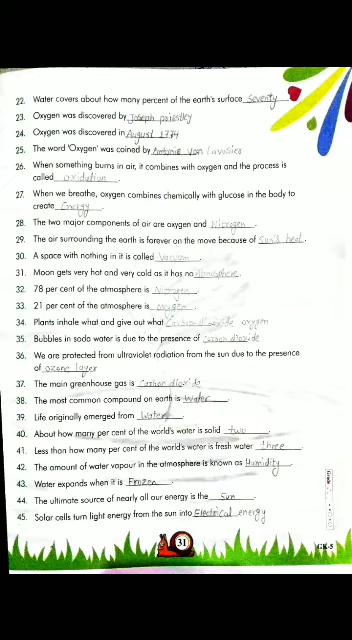 22. Water covers about how many percent of the earth's surface Seventy
23. Oxygen was discovered by Joseph priestley
24. Oxygen was discovered in August 1774
25. The word 'Oxygen' was coined by Antonie von Lavosier
26. When something burns in air, it combines with oxygen and the process is
called oxidation.
27. When we breathe, oxygen combines chemically with glucose in the body to
create Energy.
28. The two major components of air are oxygen and Nitrogen.
29. The air surrounding the earth is forever on the move because of Sun's heat.
30. A space with nothing in it is called Vacuum.
31. Moon gets very hot and very cold as it has no Atmosphere.
32. 78 per cent of the atmosphere is Nitrogen.
33. 21 per cent of the atmosphere is oxygen.
34. Plants inhale what and give out what Carbon dioxide oxygen
35. Bubbles in soda water is due to the presence of carbon dioxide
36. We are protected from ultraviolet radiation from the sun due to the presence
of ozone layer
37. The main greenhouse gas is Carbon dioxide
38. The most common compound on earth is Water.
39. Life originally emerged from Water.
40. About how many per cent of the world's water is solid two.
41. Less than how many per cent of the world's water is fresh water three.
42. The amount of water vapour in the atmosphere is known as Humidity
43. Water expands when it is Frozen.
44. The ultimate source of nearly all our energy is the Sun.
45. Solar cells turn light energy from the sun into Electrical energy
31
GK-5